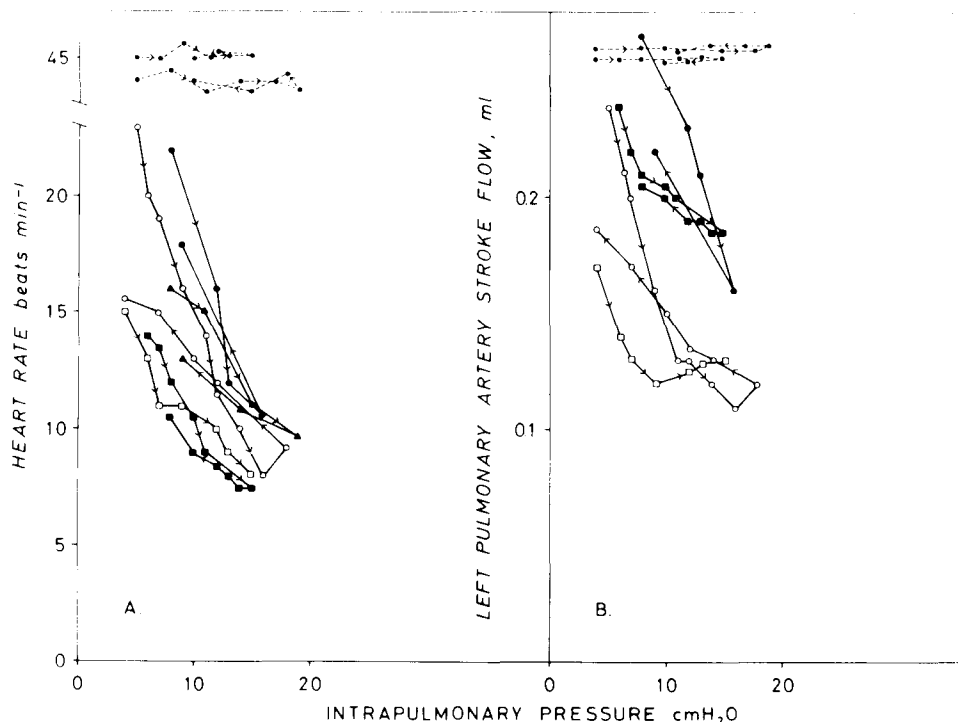 45
20
15
10
5
0
HEART RATE beats min⁻¹
A.
0
10
20
LEFT PULMONARY ARTERY STROKE FLOW, ml
0.2
0.1
B.
0
10
20
INTRAPULMONARY PRESSURE cmH₂O